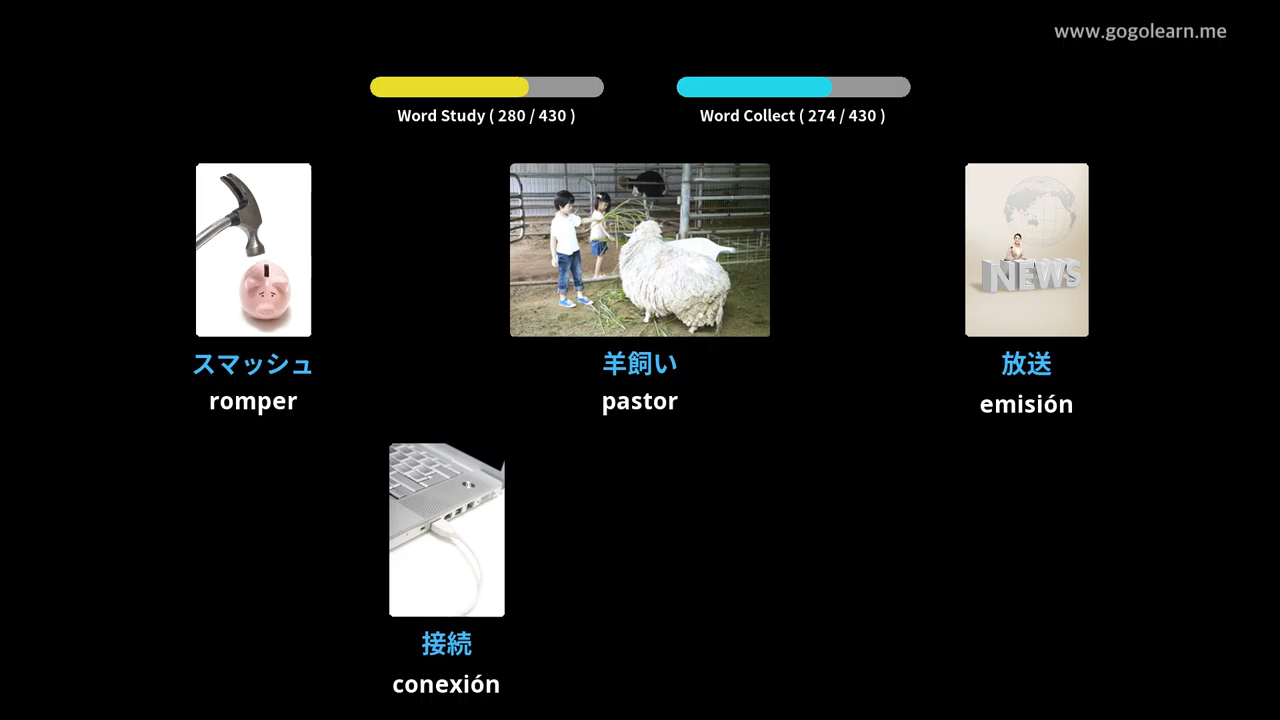 www.gogolearn.me
Word Study ( 280 / 430 )
Word Collect ( 274 / 430 )
NEWS
スマッシュ
羊飼い
放送
romper
pastor
emisión
接続
conexión